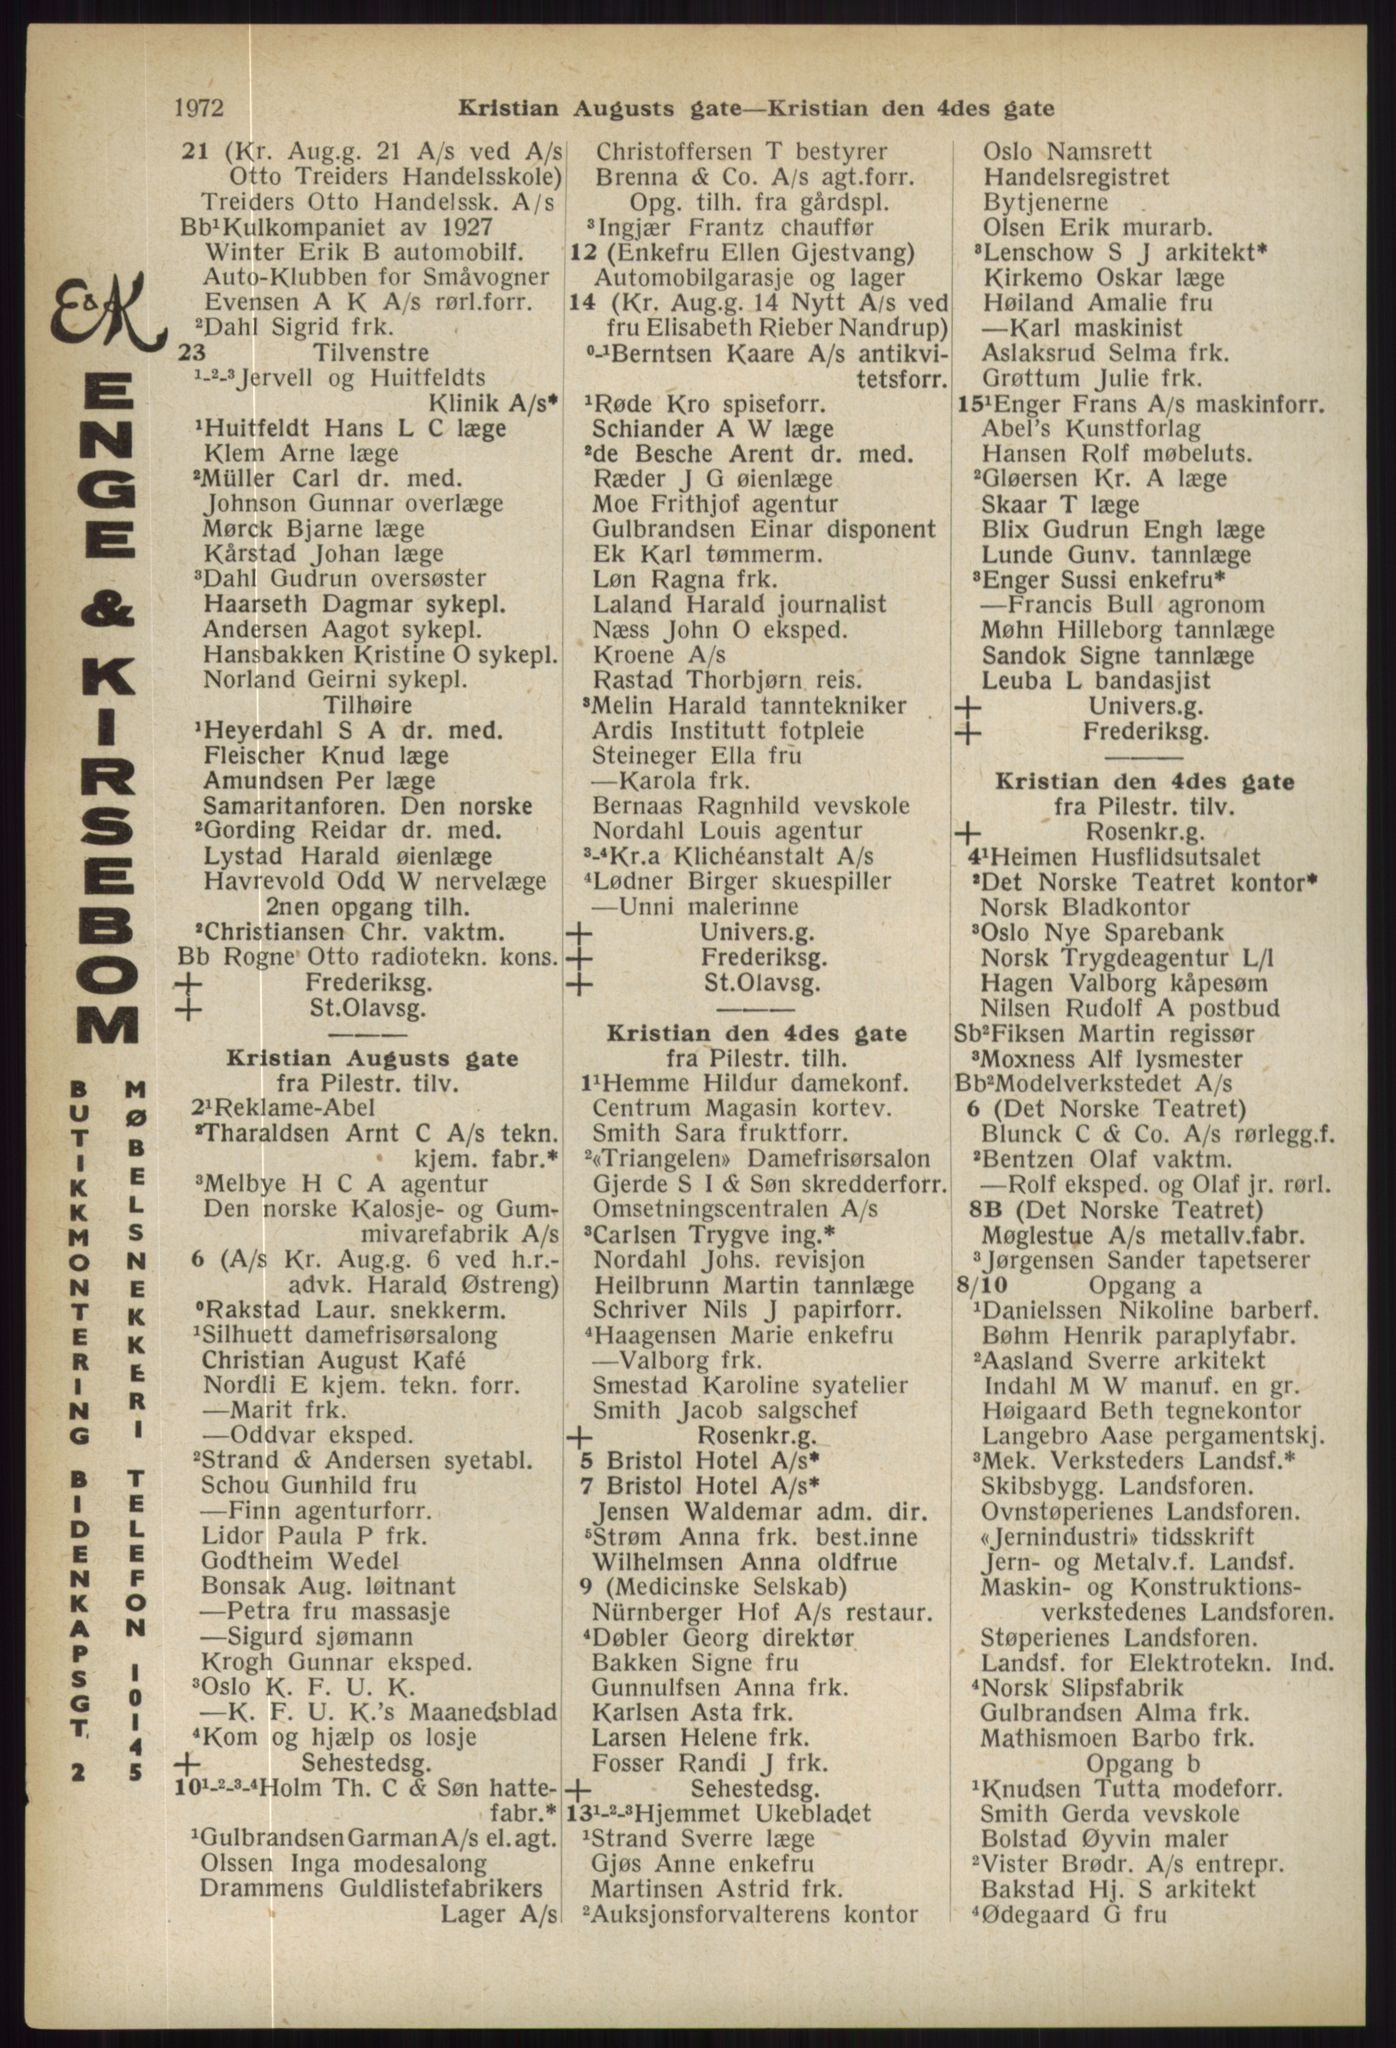 1972
Kristian Augusts gate—Kristian den 4des gate
E&K
ENGE & KIRSEBOM
MØBELSNEKKERI TELEFON 10145
BUTIKKMONTERING BIDENKAPSGT. 2
21 (Kr. Aug.g. 21 A/s ved A/s
Otto Treiders Handelsskole)
Treiders Otto Handelssk. A/s
Bb¹Kulkompaniet av 1927
Winter Erik B automobilf.
Auto-Klubben for Småvogner
Evensen A K A/s rørl.forr.
²Dahl Sigrid frk.
23 Tilvenstre
¹-²-³Jervell og Huitfeldts
Klinik A/s*
¹Huitfeldt Hans L C læge
Klem Arne læge
²Müller Carl dr. med.
Johnson Gunnar overlæge
Mørck Bjarne læge
Kårstad Johan læge
³Dahl Gudrun oversøster
Haarseth Dagmar sykepl.
Andersen Aagot sykepl.
Hansbakken Kristine O sykepl.
Norland Geirni sykepl.
Tilhøire
¹Heyerdahl S A dr. med.
Fleischer Knud læge
Amundsen Per læge
Samaritanforen. Den norske
²Gording Reidar dr. med.
Lystad Harald øienlæge
Havrevold Odd W nervelæge
2nen opgang tilh.
²Christiansen Chr. vaktm.
Bb Rogne Otto radiotekn. kons.
+ Frederiksg.
+ St.Olavsg.
Kristian Augusts gate
fra Pilestr. tilv.
2¹Reklame-Abel
²Tharaldsen Arnt C A/s tekn.
kjem. fabr.*
³Melbye H C A agentur
Den norske Kalosje- og Gum-
mivarefabrik A/s
6 (A/s Kr. Aug.g. 6 ved h.r.-
advk. Harald Østreng)
⁰Rakstad Laur. snekkerm.
¹Silhuett damefrisørsalong
Christian August Kafé
Nordli E kjem. tekn. forr.
—Marit frk.
—Oddvar eksped.
²Strand & Andersen syetabl.
Schou Gunhild fru
—Finn agenturforr.
Lidor Paula P frk.
Godtheim Wedel
Bonsak Aug. løitnant
—Petra fru massasje
—Sigurd sjømann
Krogh Gunnar eksped.
³Oslo K. F. U. K.
—K. F. U. K.'s Maanedsblad
⁴Kom og hjælp os losje
+ Sehestedsg.
10¹-²-³-⁴Holm Th. C & Søn hatte-
fabr.*
¹Gulbrandsen Garman A/s el. agt.
Olssen Inga modesalong
Drammens Guldlistefabrikers
Lager A/s
Christoffersen T bestyrer
Brenna & Co. A/s agt.forr.
Opg. tilh. fra gårdspl.
³Ingjær Frantz chauffør
12 (Enkefru Ellen Gjestvang)
Automobilgarasje og lager
14 (Kr. Aug.g. 14 Nytt A/s ved
fru Elisabeth Rieber Nandrup)
⁰-¹Berntsen Kaare A/s antikvi-
tetsforr.
¹Røde Kro spiseforr.
Schiander A W læge
²de Besche Arent dr. med.
Ræder J G øienlæge
Moe Frithjof agentur
Gulbrandsen Einar disponent
Ek Karl tømmerm.
Løn Ragna frk.
Laland Harald journalist
Næss John O eksped.
Kroene A/s
Rastad Thorbjørn reis.
³Melin Harald tanntekniker
Ardis Institutt fotpleie
Steineger Ella fru
—Karola frk.
Bernaas Ragnhild vevskole
Nordahl Louis agentur
³-⁴Kr.a Klichéanstalt A/s
⁴Lødner Birger skuespiller
—Unni malerinne
+ Univers.g.
+ Frederiksg.
+ St.Olavsg.
Kristian den 4des gate
fra Pilestr. tilh.
1¹Hemme Hildur damekonf.
Centrum Magasin kortev.
Smith Sara fruktforr.
²«Triangelen» Damefrisørsalon
Gjerde S I & Søn skredderforr.
Omsetningscentralen A/s
³Carlsen Trygve ing.*
Nordahl Johs. revisjon
Heilbrunn Martin tannlæge
Schriver Nils J papirforr.
⁴Haagensen Marie enkefru
—Valborg frk.
Smestad Karoline syatelier
Smith Jacob salgschef
+ Rosenkr.g.
5 Bristol Hotel A/s*
7 Bristol Hotel A/s*
Jensen Waldemar adm. dir.
⁵Strøm Anna frk. best.inne
Wilhelmsen Anna oldfrue
9 (Medicinske Selskab)
Nürnberger Hof A/s restaur.
⁴Døbler Georg direktør
Bakken Signe fru
Gunnulfsen Anna frk.
Karlsen Asta frk.
Larsen Helene frk.
Fosser Randi J frk.
+ Sehestedsg.
13¹-²-³Hjemmet Ukebladet
¹Strand Sverre læge
Gjøs Anne enkefru
Martinsen Astrid frk.
²Auksjonsforvalterens kontor
Oslo Namsrett
Handelsregistret
Bytjenerne
Olsen Erik murarb.
³Lenschow S J arkitekt*
Kirkemo Oskar læge
Høiland Amalie fru
—Karl maskinist
Aslaksrud Selma frk.
Grøttum Julie frk.
15¹Enger Frans A/s maskinforr.
Abel's Kunstforlag
Hansen Rolf møbeluts.
²Gløersen Kr. A læge
Skaar T læge
Blix Gudrun Engh læge
Lunde Gunv. tannlæge
³Enger Sussi enkefru*
—Francis Bull agronom
Møhn Hilleborg tannlæge
Sandok Signe tannlæge
Leuba L bandasjist
+ Univers.g.
+ Frederiksg.
Kristian den 4des gate
fra Pilestr. tilv.
+ Rosenkr.g.
4¹Heimen Husflidsutsalet
²Det Norske Teatret kontor*
Norsk Bladkontor
³Oslo Nye Sparebank
Norsk Trygdeagentur L/l
Hagen Valborg kåpesøm
Nilsen Rudolf A postbud
Sb²Fiksen Martin regissør
³Moxness Alf lysmester
Bb²Modelverkstedet A/s
6 (Det Norske Teatret)
Blunck C & Co. A/s rørlegg.f.
²Bentzen Olaf vaktm.
—Rolf eksped. og Olaf jr. rørl.
8B (Det Norske Teatret)
Møglestue A/s metallv.fabr.
³Jørgensen Sander tapetserer
8/10 Opgang a
¹Danielssen Nikoline barberf.
Bøhm Henrik paraplyfabr.
²Aasland Sverre arkitekt
Indahl M W manuf. en gr.
Høigaard Beth tegnekontor
Langebro Aase pergamentskj.
³Mek. Verksteders Landsf.*
Skibsbygg. Landsforen.
Ovnstøperienes Landsforen.
«Jernindustri» tidsskrift
Jern- og Metalv.f. Landsf.
Maskin- og Konstruktions-
verkstedenes Landsforen.
Støperienes Landsforen.
Landsf. for Elektrotekn. Ind.
⁴Norsk Slipsfabrik
Gulbrandsen Alma frk.
Mathismoen Barbo frk.
Opgang b
¹Knudsen Tutta modeforr.
Smith Gerda vevskole
Bolstad Øyvin maler
²Vister Brødr. A/s entrepr.
Bakstad Hj. S arkitekt
⁴Ødegaard G fru